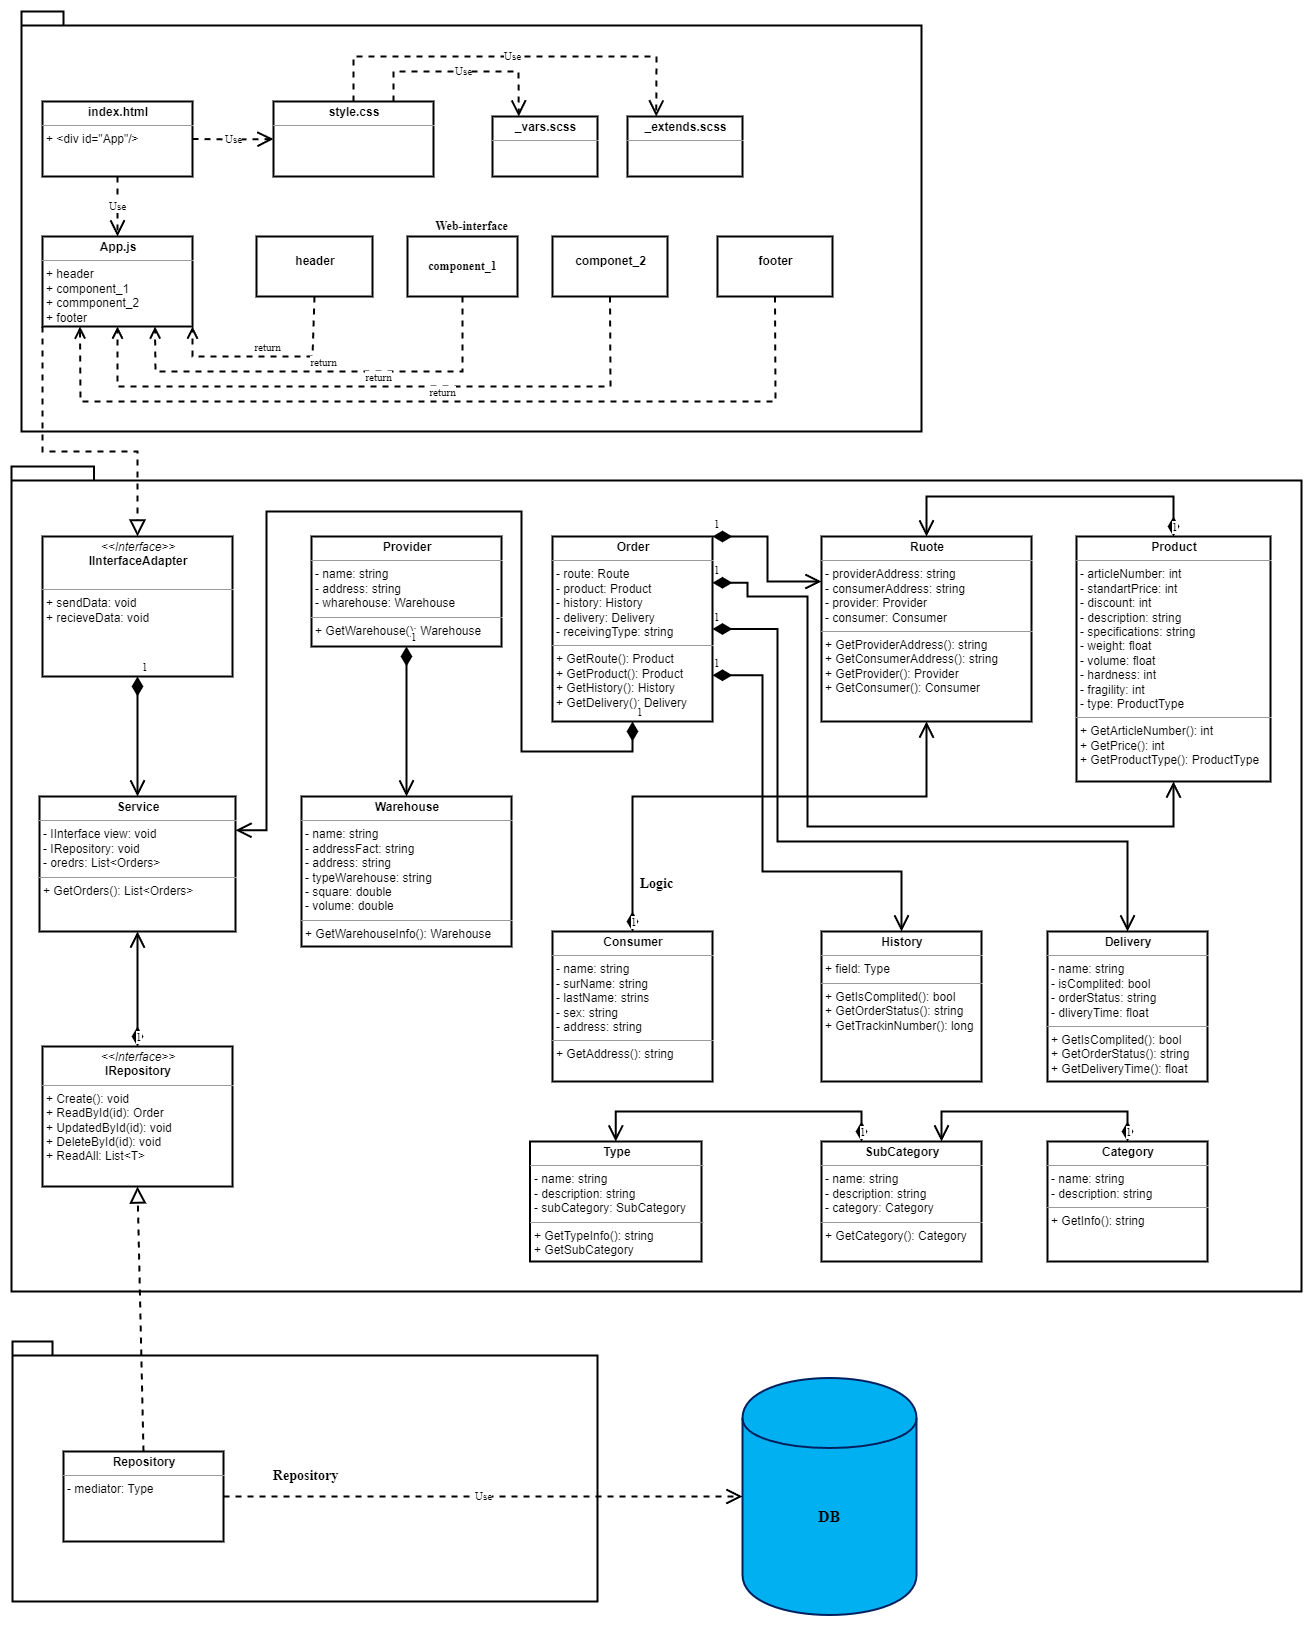 Use
Use
index.html
+ <div id="App"/>
Use
style.css
_vars.scss
_extends.scss
Use
Web-interface
App.js
+ header
+ component_1
+ commponent_2
+ footer
header
component_1
componet_2
footer
return
return
return
return
<<Interface>>
IInterfaceAdapter
+ sendData: void
+ recieveData: void
1
Provider
- name: string
- address: string
- wharehouse: Warehouse
+ GetWarehouse(): Warehouse
1
Order
- route: Route
- product: Product
- history: History
- delivery: Delivery
- receivingType: string
+ GetRoute(): Product
+ GetProduct(): Product
+ GetHistory(): History
+ GetDelivery(): Delivery
1
1
1
1
1
Ruote
- providerAddress: string
- consumerAddress: string
- provider: Provider
- consumer: Consumer
+ GetProviderAddress(): string
+ GetConsumerAddress(): string
+ GetProvider(): Provider
+ GetConsumer(): Consumer
1
Product
- articleNumber: int
- standartPrice: int
- discount: int
- description: string
- specifications: string
- weight: float
- volume: float
- hardness: int
- fragility: int
- type: ProductType
+ GetArticleNumber(): int
+ GetPrice(): int
+ GetProductType(): ProductType
Service
- IInterface view: void
- IRepository: void
- oredrs: List<Orders>
+ GetOrders(): List<Orders>
Warehouse
- name: string
- addressFact: string
- address: string
- typeWarehouse: string
- square: double
- volume: double
+ GetWarehouseInfo(): Warehouse
Logic
1
Consumer
- name: string
- surName: string
- lastName: strins
- sex: string
- address: string
+ GetAddress(): string
History
+ field: Type
+ GetIsComplited(): bool
+ GetOrderStatus(): string
+ GetTrackinNumber(): long
Delivery
- name: string
- isComplited: bool
- orderStatus: string
- dliveryTime: float
+ GetIsComplited(): bool
+ GetOrderStatus(): string
+ GetDeliveryTime(): float
1
<<Interface>>
IRepository
+ Create(): void
+ ReadById(id): Order
+ UpdatedById(id): void
+ DeleteById(id): void
+ ReadAll: List<T>
Type
- name: string
- description: string
- subCategory: SubCategory
+ GetTypeInfo(): string
+ GetSubCategory
1
SubCategory
- name: string
- description: string
- category: Category
+ GetCategory(): Category
1
Category
- name: string
- description: string
+ GetInfo(): string
Repository
- mediator: Type
Repository
Use
DB